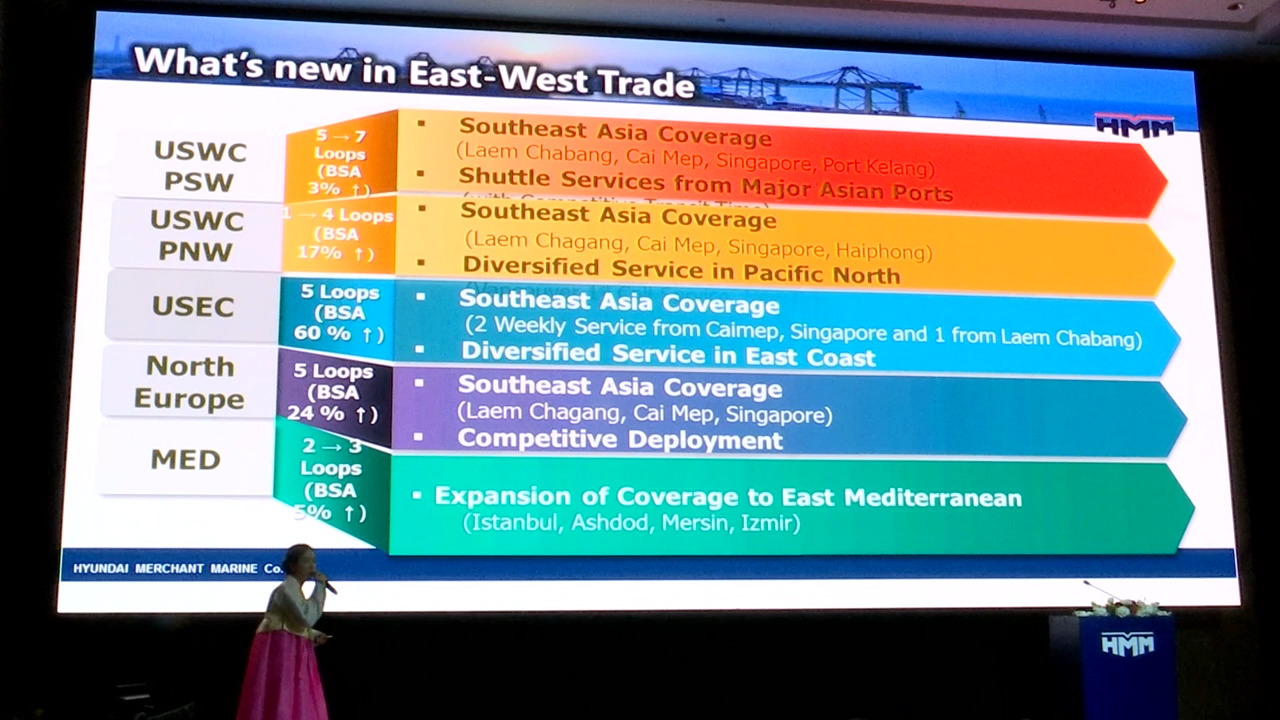 What's new in East-West Trade
HMM
USWC
PSW
5 → 7
Loops
(BSA
3% ↑)
▪ Southeast Asia Coverage
(Laem Chabang, Cai Mep, Singapore, Port Kelang)
▪ Shuttle Services from Major Asian Ports
(with Competitive Transit Time)
USWC
PNW
1 → 4 Loops
(BSA
17% ↑)
▪ Southeast Asia Coverage
(Laem Chagang, Cai Mep, Singapore, Haiphong)
▪ Diversified Service in Pacific North
USEC
5 Loops
(BSA
60 % ↑)
▪ Southeast Asia Coverage
(2 Weekly Service from Caimep, Singapore and 1 from Laem Chabang)
▪ Diversified Service in East Coast
North
Europe
5 Loops
(BSA
24 % ↑)
▪ Southeast Asia Coverage
(Laem Chagang, Cai Mep, Singapore)
▪ Competitive Deployment
MED
2 → 3
Loops
(BSA
5% ↑)
▪ Expansion of Coverage to East Mediterranean
(Istanbul, Ashdod, Mersin, Izmir)
HYUNDAI MERCHANT MARINE Co.
HMM